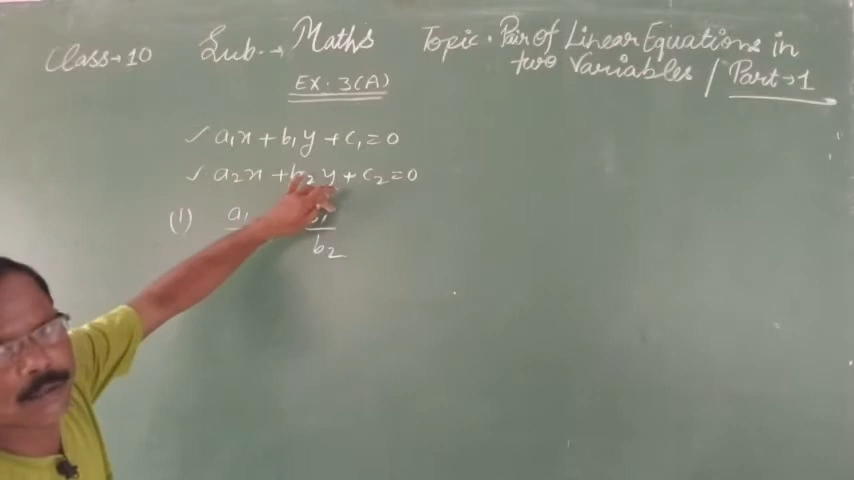 Class→10 Sub.→ Maths Topic. Pair of Linear Equations in
two Variables / Part→1
EX. 3(A)
✓ a₁x + b₁y + c₁ = 0
✓ a₂x + b₂y + c₂ = 0
(1) a₁ b₁
b₂